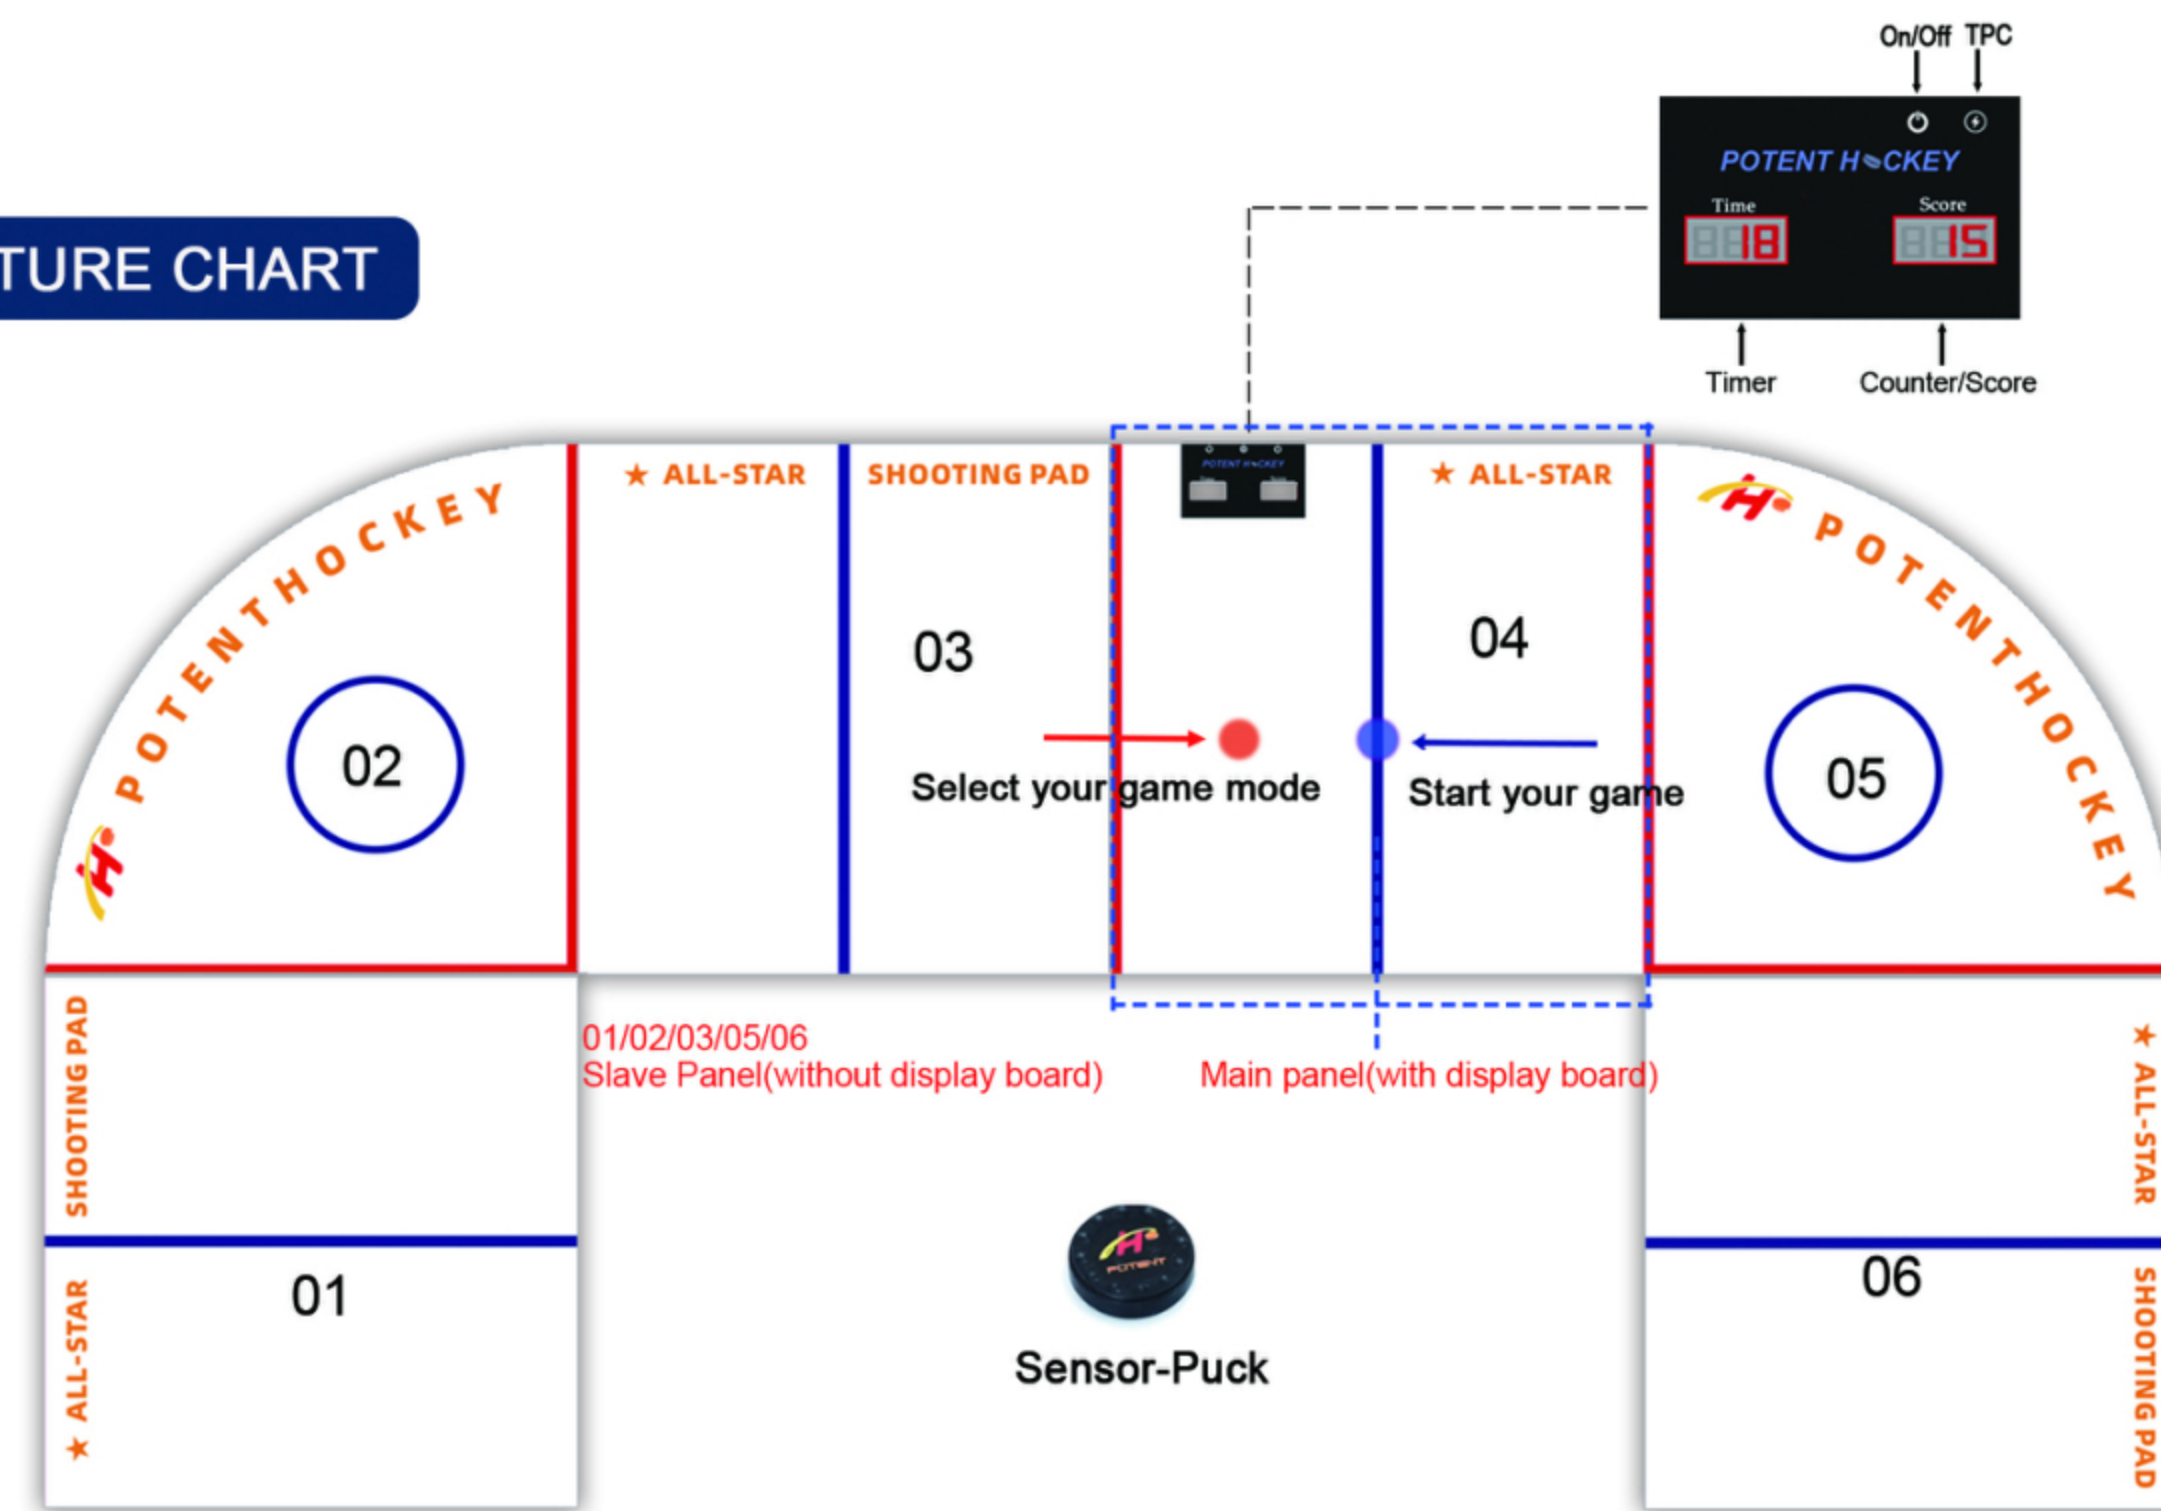 On/Off TPC
POTENT HOCKEY
Time Score
18 15
TURE CHART
Timer Counter/Score
★ ALL-STAR SHOOTING PAD ★ ALL-STAR
POTENT HOCKEY
POTENTHOCKEY
POTENTHOCKEY
03
04
02
05
Select your game mode
Start your game
SHOOTING PAD
★ ALL-STAR
01/02/03/05/06
Slave Panel(without display board)
Main panel(with display board)
★ ALL-STAR
SHOOTING PAD
01
06
POTENT
Sensor-Puck